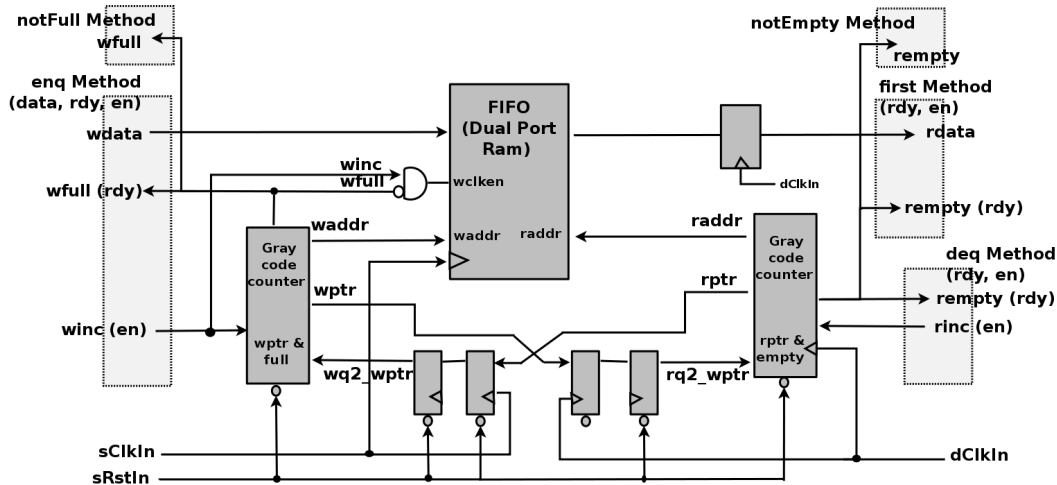 notFull Method
wfull
notEmpty Method
rempty
enq Method
(data, rdy, en)
first Method
(rdy, en)
FIFO
(Dual Port
Ram)
wdata
rdata
winc
wfull
wclken
dClkIn
wfull (rdy)
rempty (rdy)
waddr
waddr
raddr
raddr
Gray
code
counter
Gray
code
counter
deq Method
(rdy, en)
wptr
rptr
rempty (rdy)
winc (en)
rinc (en)
wptr &
full
rptr &
empty
wq2_wptr
rq2_wptr
sClkIn
dClkIn
sRstIn